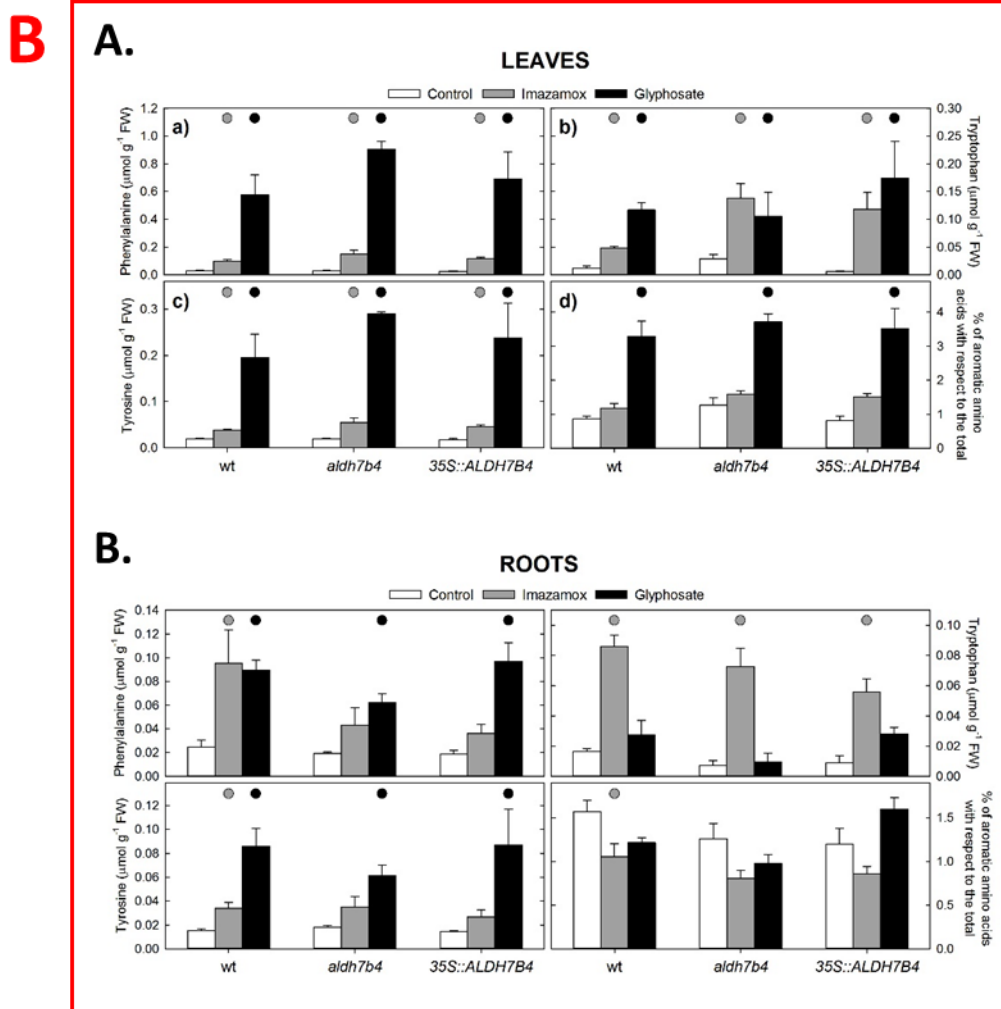 B
A.
LEAVES
Control Imazamox Glyphosate
a)
b)
c)
d)
Phenylalanine (µmol g⁻¹ FW)
1.2
1.0
0.8
0.6
0.4
0.2
0.0
Tryptophan (µmol g⁻¹ FW)
0.30
0.25
0.20
0.15
0.10
0.05
0.00
Tyrosine (µmol g⁻¹ FW)
0.3
0.2
0.1
0.0
% of aromatic amino
acids with respect to the total
4
3
2
1
0
wt aldh7b4 35S::ALDH7B4 wt aldh7b4 35S::ALDH7B4
B.
ROOTS
Control Imazamox Glyphosate
Phenylalanine (µmol g⁻¹ FW)
0.14
0.12
0.10
0.08
0.06
0.04
0.02
0.00
Tryptophan (µmol g⁻¹ FW)
0.10
0.08
0.06
0.04
0.02
0.00
Tyrosine (µmol g⁻¹ FW)
0.12
0.10
0.08
0.06
0.04
0.02
0.00
% of aromatic amino acids
with respect to the total
1.5
1.0
0.5
0.0
wt aldh7b4 35S::ALDH7B4 wt aldh7b4 35S::ALDH7B4